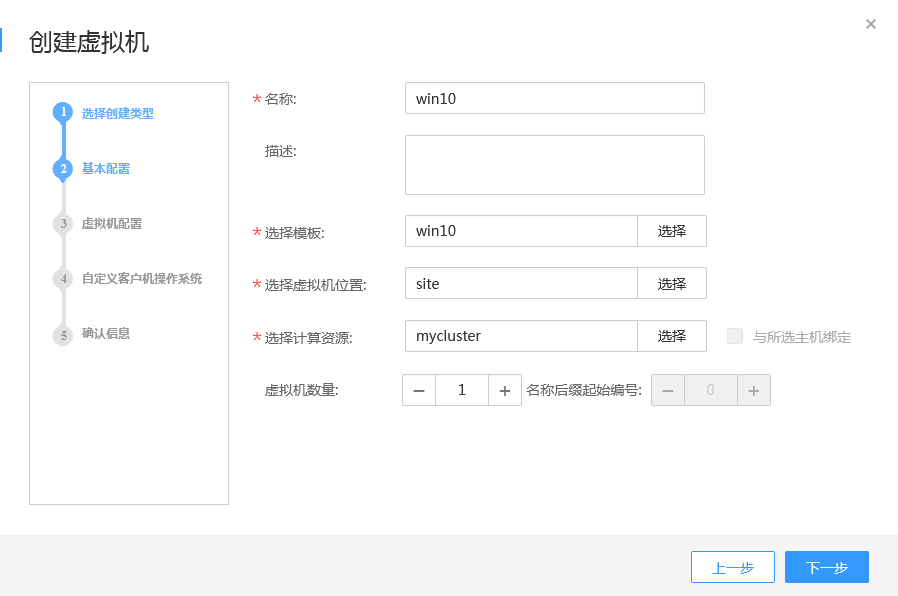 创建虚拟机
×
1 选择创建类型
2 基本配置
3 虚拟机配置
4 自定义客户机操作系统
5 确认信息
* 名称: win10
描述:
* 选择模板: win10 选择
* 选择虚拟机位置: site 选择
* 选择计算资源: mycluster 选择 与所选主机绑定
虚拟机数量: − 1 + 名称后缀起始编号: − 0 +
上一步 下一步